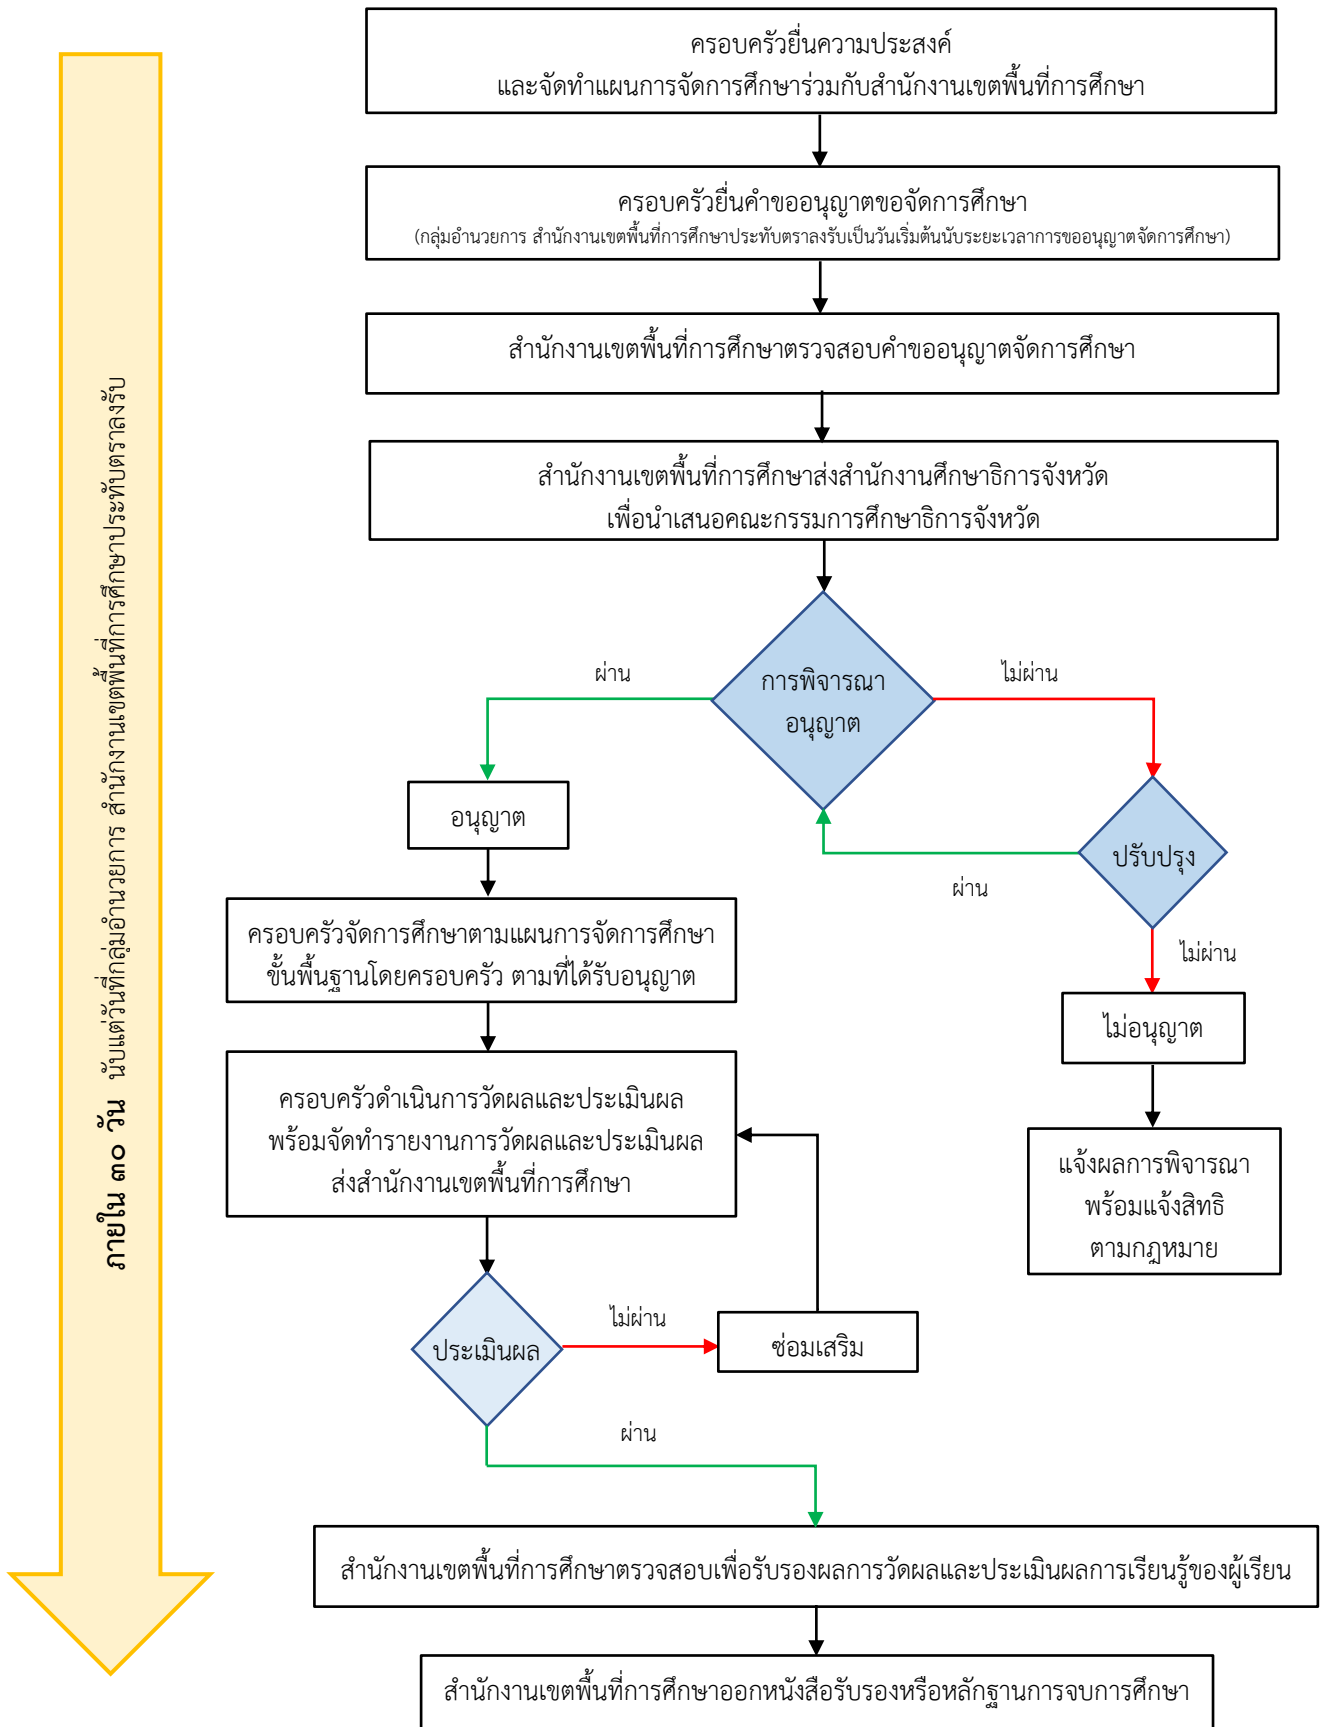 ครอบครัวยื่นความประสงค์
และจัดทำแผนการจัดการศึกษาร่วมกับสำนักงานเขตพื้นที่การศึกษา
ครอบครัวยื่นคำขออนุญาตขอจัดการศึกษา
(กลุ่มอำนวยการ สำนักงานเขตพื้นที่การศึกษาประทับตราลงรับเป็นวันเริ่มต้นนับระยะเวลาการขออนุญาตจัดการศึกษา)
สำนักงานเขตพื้นที่การศึกษาตรวจสอบคำขออนุญาตจัดการศึกษา
สำนักงานเขตพื้นที่การศึกษาส่งสำนักงานศึกษาธิการจังหวัด
เพื่อนำเสนอคณะกรรมการศึกษาธิการจังหวัด
ภายใน ๓๐ วัน นับแต่วันที่กลุ่มอำนวยการ สำนักงานเขตพื้นที่การศึกษาประทับตราลงรับ
การพิจารณา
อนุญาต
ผ่าน
ไม่ผ่าน
อนุญาต
ปรับปรุง
ผ่าน
ไม่ผ่าน
ครอบครัวจัดการศึกษาตามแผนการจัดการศึกษา
ขั้นพื้นฐานโดยครอบครัว ตามที่ได้รับอนุญาต
ไม่อนุญาต
ครอบครัวดำเนินการวัดผลและประเมินผล
พร้อมจัดทำรายงานการวัดผลและประเมินผล
ส่งสำนักงานเขตพื้นที่การศึกษา
แจ้งผลการพิจารณา
พร้อมแจ้งสิทธิ
ตามกฎหมาย
ประเมินผล
ไม่ผ่าน
ซ่อมเสริม
ผ่าน
สำนักงานเขตพื้นที่การศึกษาตรวจสอบเพื่อรับรองผลการวัดผลและประเมินผลการเรียนรู้ของผู้เรียน
สำนักงานเขตพื้นที่การศึกษาออกหนังสือรับรองหรือหลักฐานการจบการศึกษา